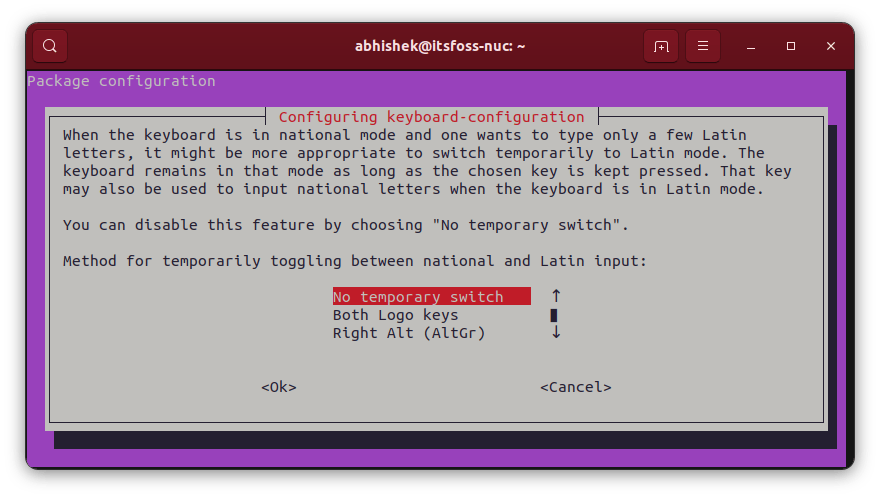 abhishek@itsfoss-nuc: ~
Package configuration
Configuring keyboard-configuration
When the keyboard is in national mode and one wants to type only a few Latin
letters, it might be more appropriate to switch temporarily to Latin mode. The
keyboard remains in that mode as long as the chosen key is kept pressed. That key
may also be used to input national letters when the keyboard is in Latin mode.
You can disable this feature by choosing "No temporary switch".
Method for temporarily toggling between national and Latin input:
No temporary switch ↑
Both Logo keys
Right Alt (AltGr) ↓
<Ok> <Cancel>